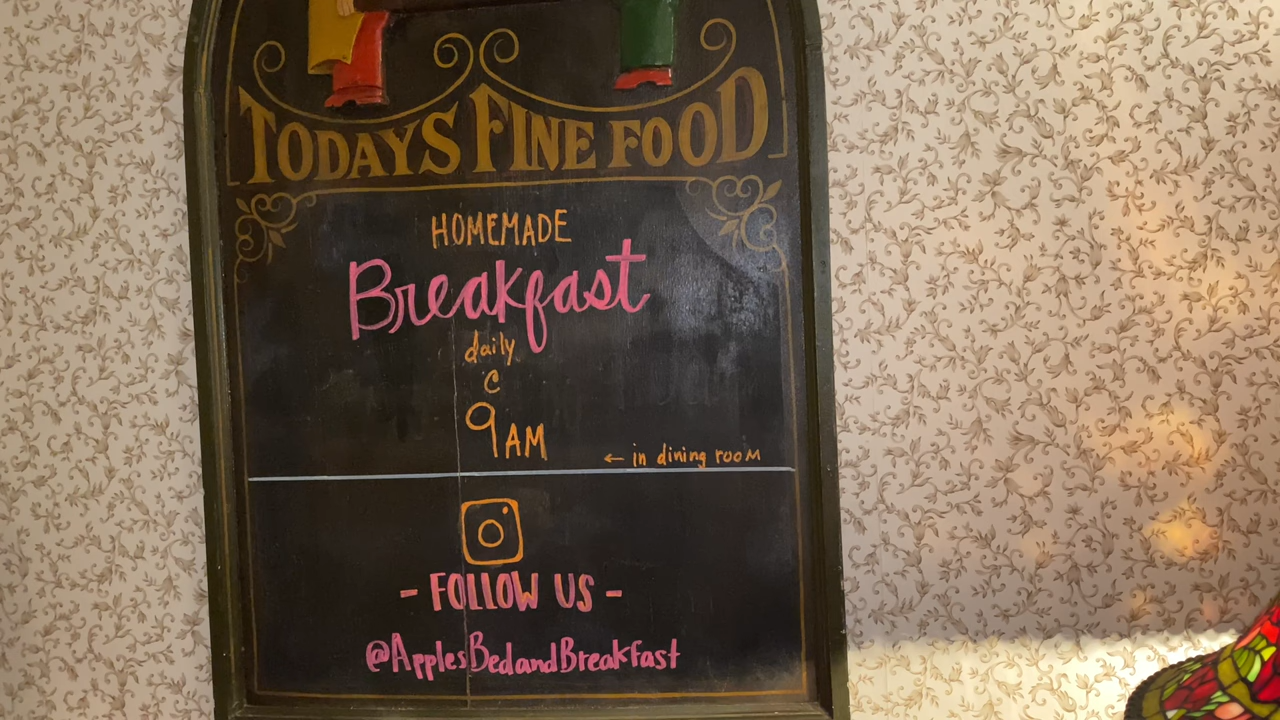 TODAYS FINE FOOD
HOMEMADE
Breakfast
daily
C
9AM
← in dining room
- FOLLOW US -
@ApplesBedandBreakfast